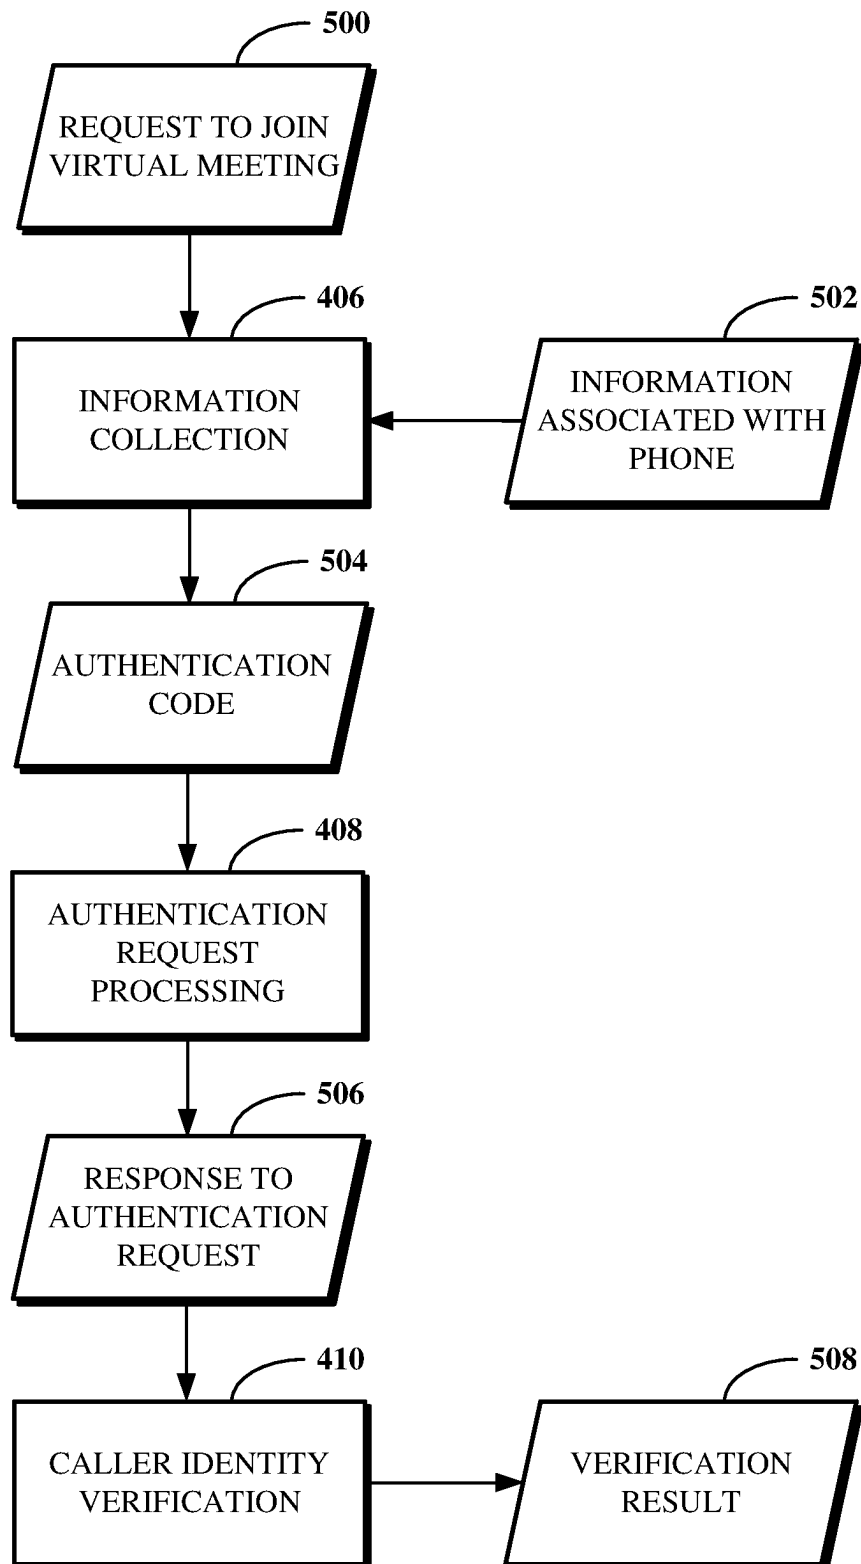 500
REQUEST TO JOIN
VIRTUAL MEETING
406
INFORMATION
COLLECTION
502
INFORMATION
ASSOCIATED WITH
PHONE
504
AUTHENTICATION
CODE
408
AUTHENTICATION
REQUEST
PROCESSING
506
RESPONSE TO
AUTHENTICATION
REQUEST
410
CALLER IDENTITY
VERIFICATION
508
VERIFICATION
RESULT